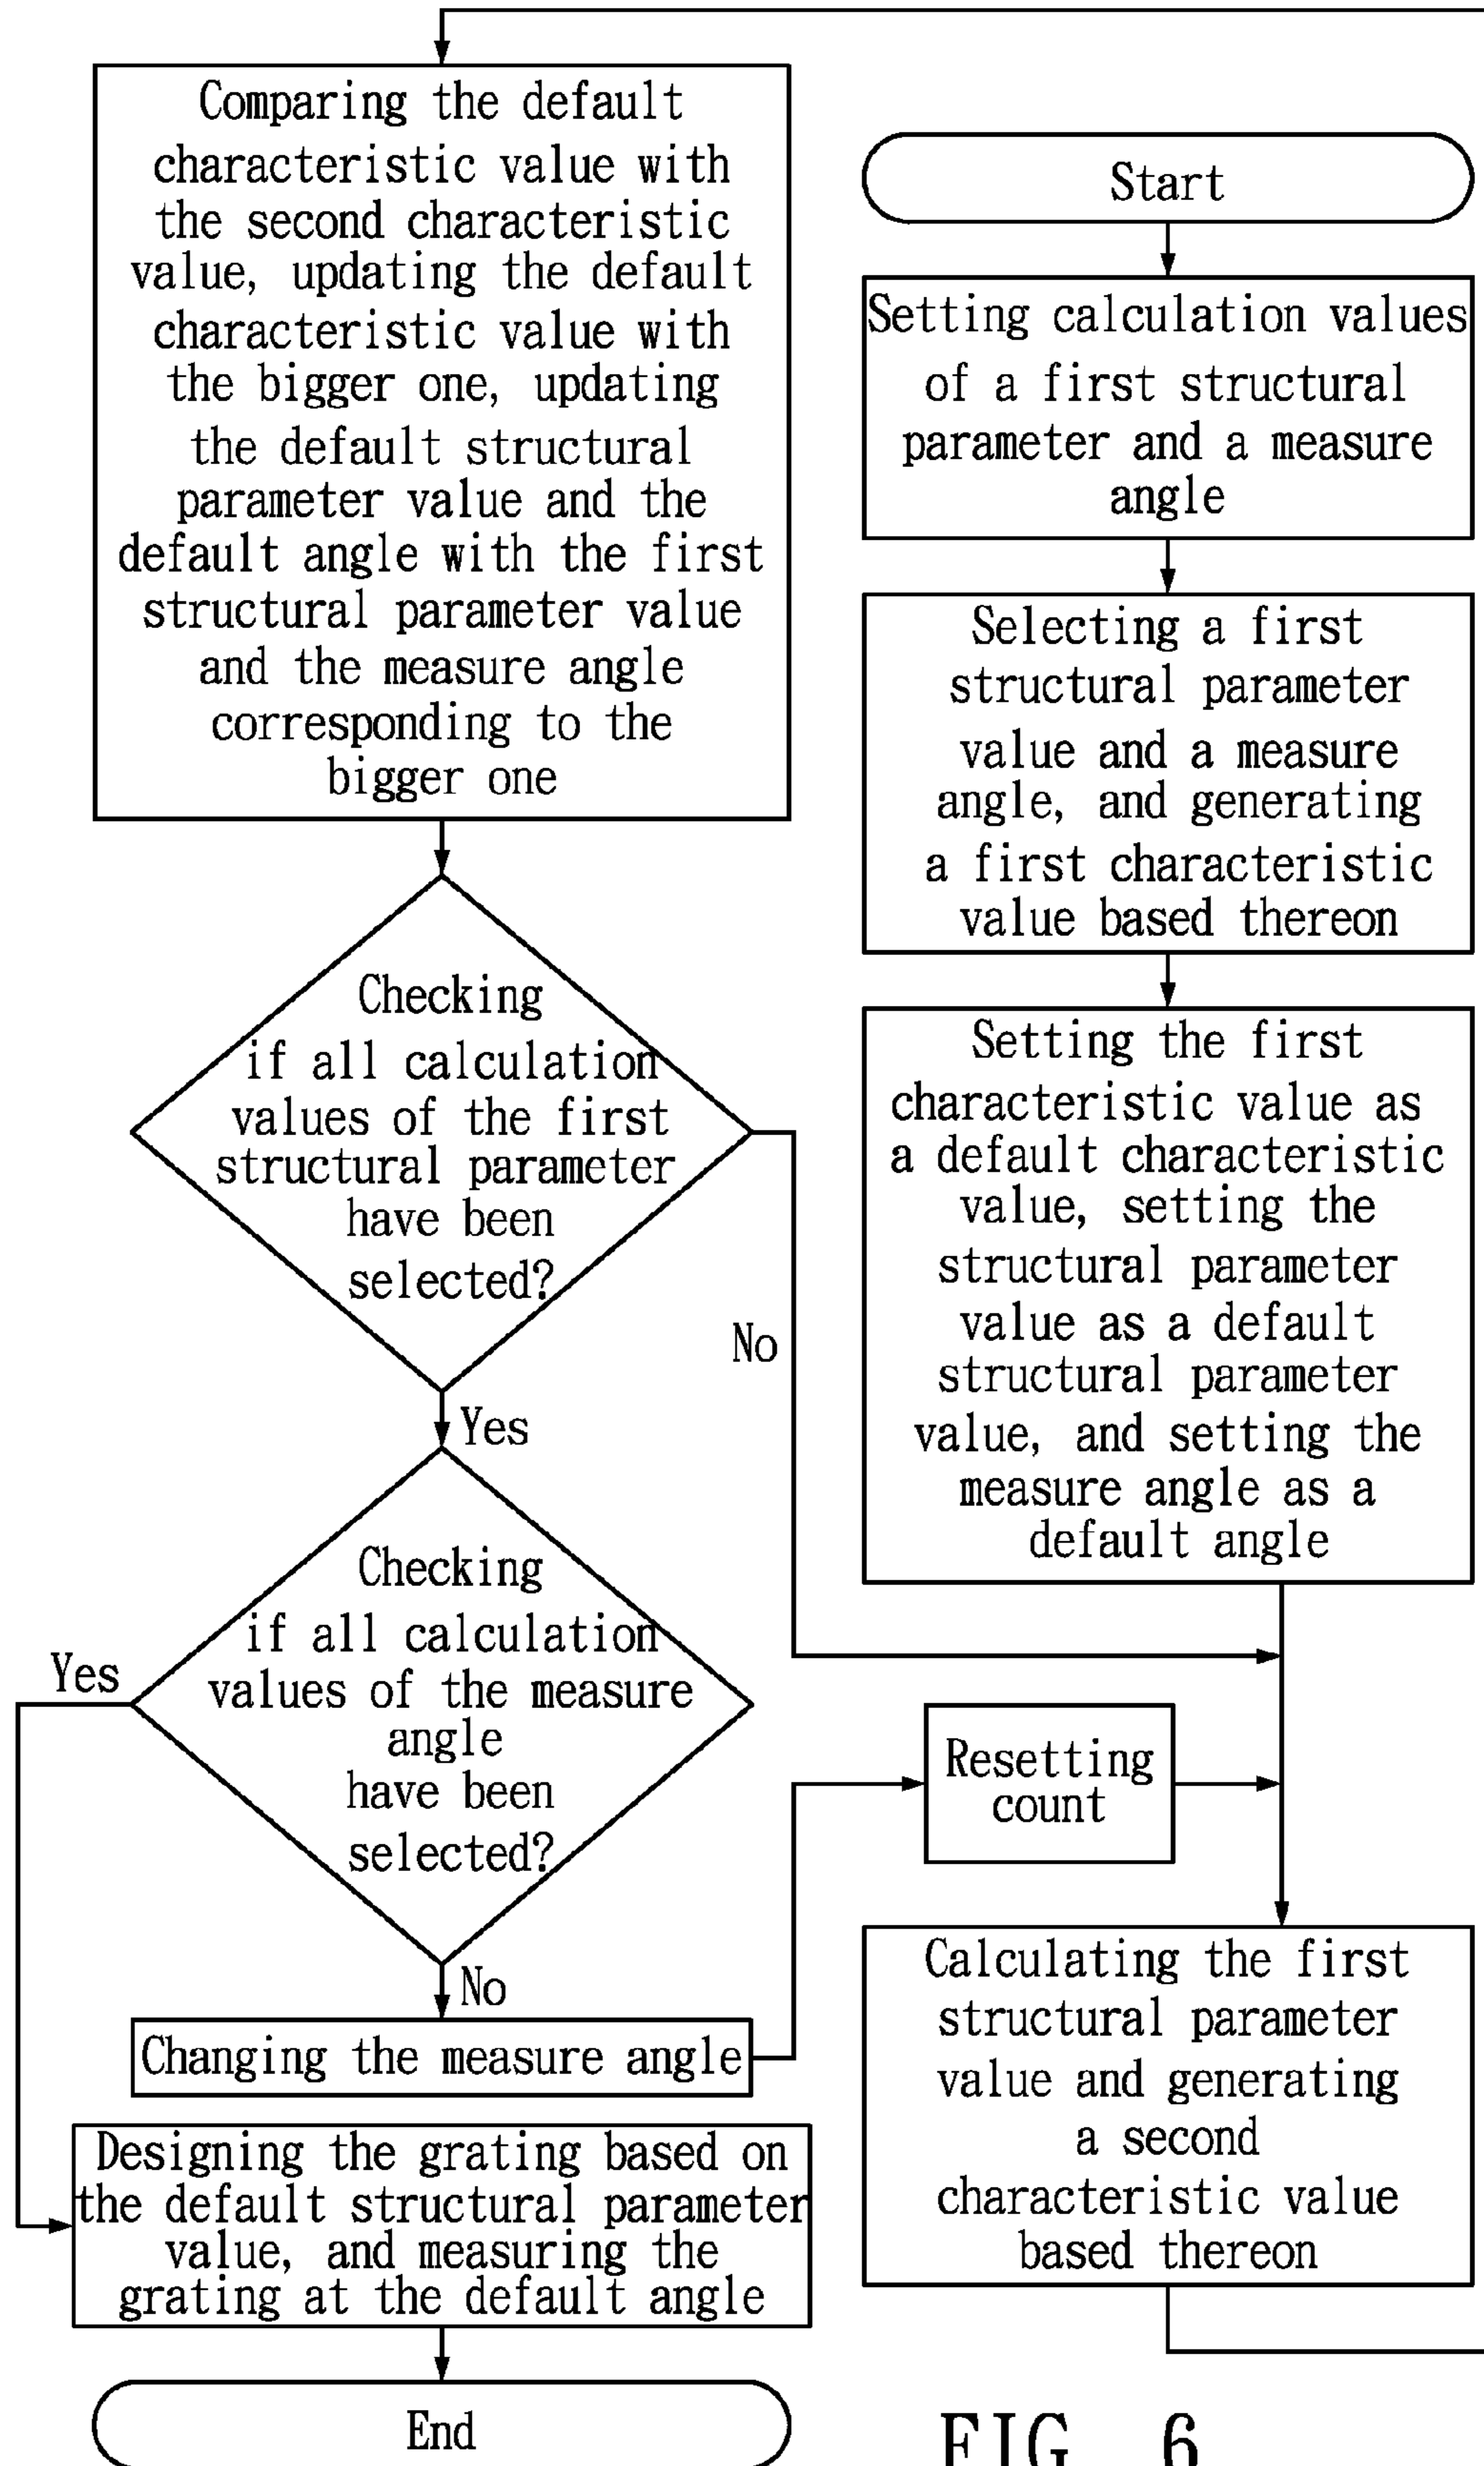 Start
Setting calculation values
of a first structural
parameter and a measure
angle
Selecting a first
structural parameter
value and a measure
angle, and generating
a first characteristic
value based thereon
Setting the first
characteristic value as
a default characteristic
value, setting the
structural parameter
value as a default
structural parameter
value, and setting the
measure angle as a
default angle
Resetting
count
Calculating the first
structural parameter
value and generating
a second
characteristic value
based thereon
Comparing the default
characteristic value with
the second characteristic
value, updating the default
characteristic value with
the bigger one, updating
the default structural
parameter value and the
default angle with the first
structural parameter value
and the measure angle
corresponding to the
bigger one
Checking
if all calculation
values of the first
structural parameter
have been
selected?
No
Yes
Checking
if all calculation
values of the measure
angle
have been
selected?
Yes
No
Changing the measure angle
Designing the grating based on
the default structural parameter
value, and measuring the
grating at the default angle
End
FIG. 6